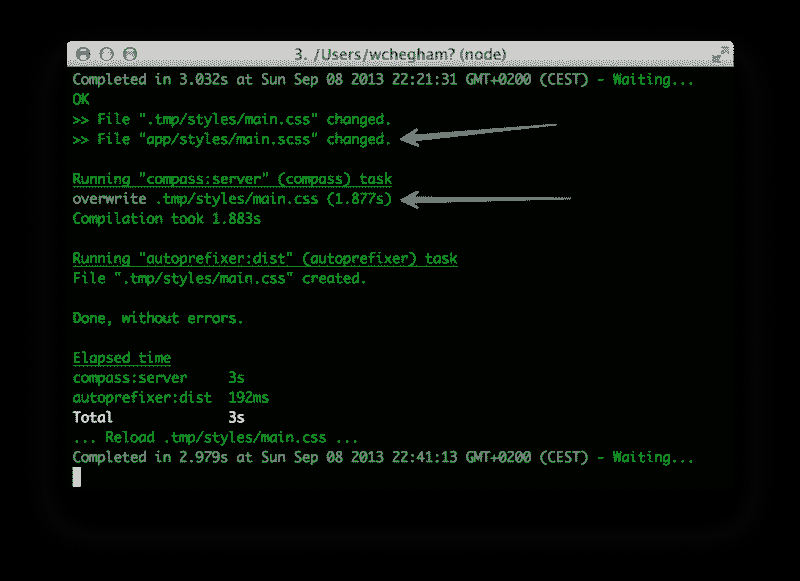 3. /Users/wchegham? (node)
Completed in 3.032s at Sun Sep 08 2013 22:21:31 GMT+0200 (CEST) - Waiting...
OK
>> File ".tmp/styles/main.css" changed.
>> File "app/styles/main.scss" changed.
Running "compass:server" (compass) task
overwrite .tmp/styles/main.css (1.877s)
Compilation took 1.883s
Running "autoprefixer:dist" (autoprefixer) task
File ".tmp/styles/main.css" created.
Done, without errors.
Elapsed time
compass:server 3s
autoprefixer:dist 192ms
Total 3s
... Reload .tmp/styles/main.css ...
Completed in 2.979s at Sun Sep 08 2013 22:41:13 GMT+0200 (CEST) - Waiting...